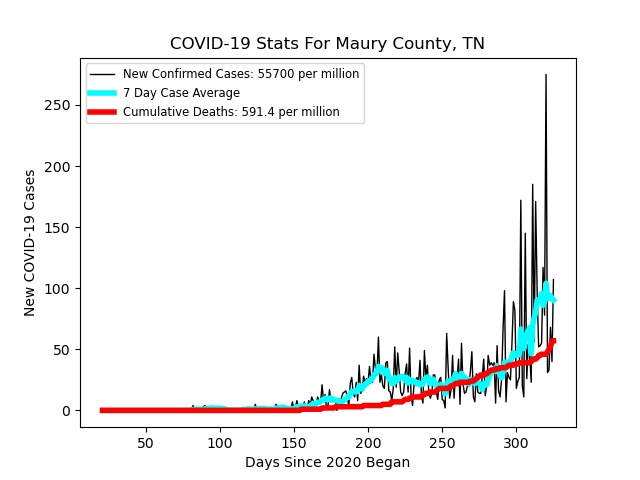 COVID-19 Stats For Maury County, TN
New Confirmed Cases: 55700 per million
7 Day Case Average
Cumulative Deaths: 591.4 per million
New COVID-19 Cases
250
200
150
100
50
0
50 100 150 200 250 300
Days Since 2020 Began